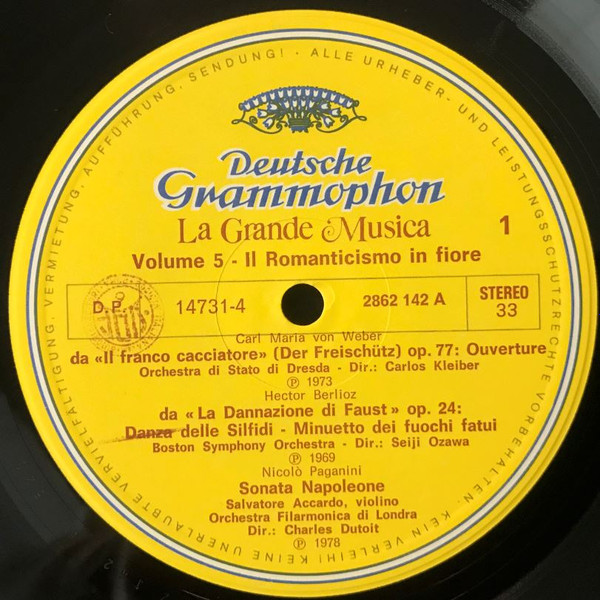 KEIN VERLEIH! KEINE UNERLAUBTE VERVIELFÄLTIGUNG, VERMIETUNG, AUFFÜHRUNG, SENDUNG! · ALLE URHEBER- UND LEISTUNGSSCHUTZRECHTE VORBEHALTEN.
Deutsche
Grammophon
La Grande Musica 1
Volume 5 - Il Romanticismo in fiore
D.P. 14731-4 2862 142 A STEREO
33
Carl Maria von Weber
da «Il franco cacciatore» (Der Freischütz) op. 77: Ouverture
Orchestra di Stato di Dresda - Dir.: Carlos Kleiber
℗ 1973
Hector Berlioz
da «La Dannazione di Faust» op. 24:
Danza delle Silfidi - Minuetto dei fuochi fatui
Boston Symphony Orchestra - Dir.: Seiji Ozawa
℗ 1969
Nicolò Paganini
Sonata Napoleone
Salvatore Accardo, violino
Orchestra Filarmonica di Londra
Dir.: Charles Dutoit
℗ 1978